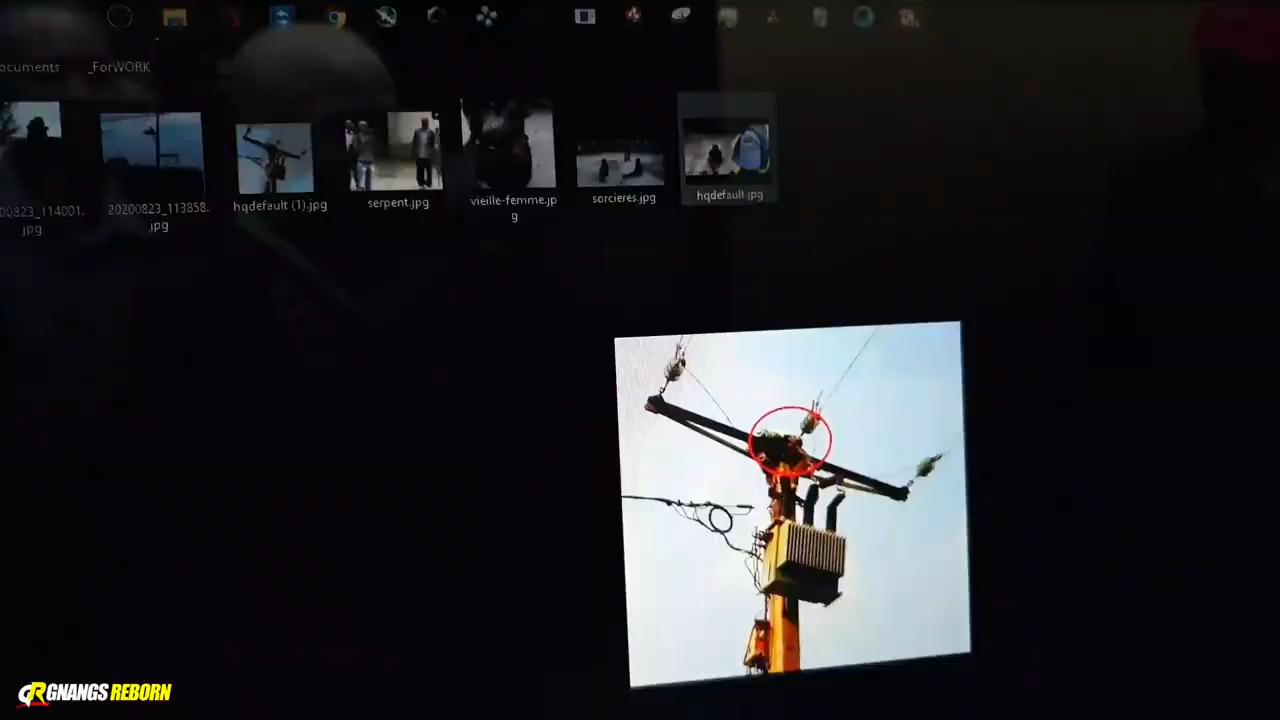 ocuments
_ForWORK
00823_114001.
jpg
20200823_113858.
jpg
hqdefault (1).jpg
serpent.jpg
vieille-femme.jp
g
sorcieres.jpg
hqdefault.jpg
GNANGS REBORN